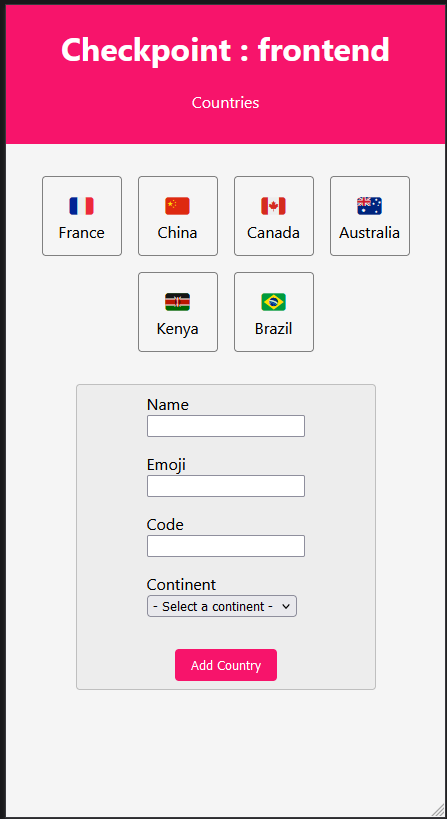 Checkpoint : frontend
Countries
France China Canada Australia
Kenya Brazil
Name
Emoji
Code
Continent
- Select a continent -
Add Country